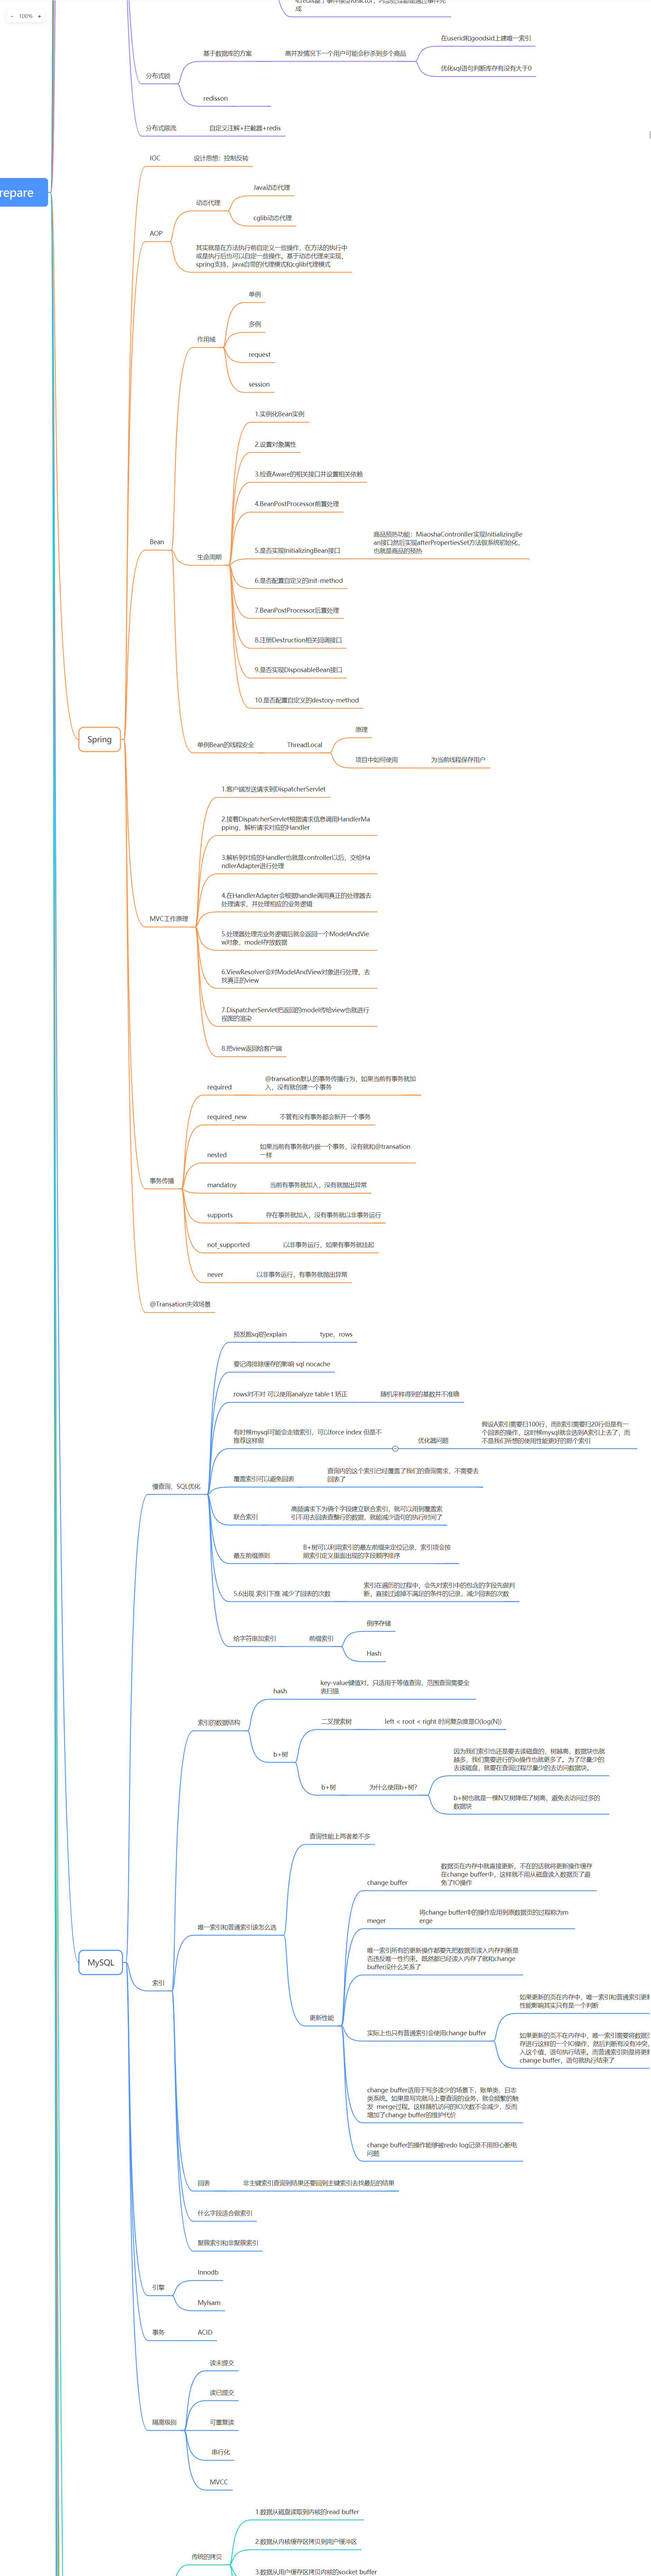 - 100% +
成
在userid和goodsid上建唯一索引
基于数据库的方案
高并发情况下一个用户可能会秒杀到多个商品
优化sql语句判断库存有没有大于0
分布式锁
redisson
分布式限流
自定义注解+拦截器+redis
repare
IOC
设计思想：控制反转
Java动态代理
动态代理
cglib动态代理
AOP
其实就是在方法执行前自定义一些操作，在方法的执行中
或是执行后也可以自定一些操作。基于动态代理来实现，
spring支持，java自带的代理模式和cglib代理模式
单例
多例
作用域
request
session
1.实例化Bean实例
2.设置对象属性
3.检查Aware的相关接口并设置相关依赖
4.BeanPostProcessor前置处理
Bean
生命周期
5.是否实现InitializingBean接口
商品预热功能：MiaoshaContronller实现InitializingBe
an接口然后实现afterPropertiesSet方法做系统初始化，
也就是商品的预热
6.是否配置自定义的init-method
7.BeanPostProcessor后置处理
8.注册Destruction相关回调接口
9.是否实现DisposableBean接口
10.是否配置自定义的destory-method
原理
单例Bean的线程安全
ThreadLocal
项目中如何使用
为当前线程保存用户
Spring
1.客户端发送请求到DispatcherServlet
2.接着DispatcherServlet根据请求信息调用HandlerMa
pping，解析请求对应的Handler
3.解析到对应的Handler也就是controller以后，交给Ha
ndlerAdapter进行处理
4.在HandlerAdapter会根据handle调用真正的处理器去
处理请求，并处理相应的业务逻辑
MVC工作原理
5.处理器处理完业务逻辑后就会返回一个ModelAndVie
w对象，model存放数据
6.ViewResolver会对ModelAndView对象进行处理，去
找真正的view
7.DispatcherServlet把返回的model传给view也就进行
视图的渲染
8.把view返回给客户端
required
@transation默认的事务传播行为，如果当前有事务就加
入，没有就创建一个事务
required_new
不管有没有事务都会新开一个事务
nested
如果当前有事务就内嵌一个事务，没有就和@transation
一样
事务传播
mandatoy
当前有事务就加入，没有就抛出异常
supports
存在事务就加入，没有事务就以非事务运行
not_supported
以非事务运行，如果有事务就挂起
never
以非事务运行，有事务就抛出异常
@Transation失效场景
预发跑sql的explain
type、rows
要记得排除缓存的影响 sql nocache
rows对不对 可以使用analyze table t 矫正
随机采样得到的基数并不准确
有时候mysql可能会走错索引，可以force index 但是不
推荐这样做
优化器问题
假设A索引需要扫100行，而B索引需要扫20行但是有一
个回表的操作，这时候mysql就会选到A索引上去了，而
不是我们所想的使用性能更好的那个索引
慢查询、SQL优化
覆盖索引可以避免回表
查询内的这个索引已经覆盖了我们的查询需求，不需要去
回表了
联合索引
高频请求下为俩个字段建立联合索引，就可以用到覆盖索
引不用去回表查整行的数据，就能减少语句的执行时间了
最左前缀原则
B+树可以利用索引的最左前缀来定位记录，索引项会按
照索引定义里面出现的字段顺序排序
5.6出现 索引下推 减少了回表的次数
索引在遍历的过程中，会先对索引中的包含的字段先做判
断，直接过滤掉不满足的条件的记录，减少回表的次数
倒序存储
给字符串加索引
前缀索引
Hash
hash
key-value键值对，只适用于等值查询，范围查询需要全
表扫描
索引的数据结构
二叉搜索树
left < root < right 时间复杂度是O(log(N))
b+树
b+树
为什么使用b+树?
因为我们索引也还是要去读磁盘的，树越高，数据块也就
越多，我们需要进行的io操作也就更多了。为了尽量少的
去读磁盘，就要在查询过程尽量少的去访问数据块。
b+树也就是一棵N叉树降低了树高，避免去访问过多的
数据块
查询性能上两者差不多
change buffer
数据页在内存中就直接更新，不在的话就将更新操作缓存
在change buffer中，这样就不用从磁盘读入数据页了避
免了IO操作
meger
将change buffer中的操作应用到原数据页的过程称为m
erge
唯一索引和普通索引该怎么选
唯一索引所有的更新操作都要先把数据页读入内存判断是
否违反唯一性约束。既然都已经读入内存了就和change
buffer没什么关系了
MySQL
索引
更新性能
实际上也只有普通索引会使用change buffer
如果更新的页在内存中，唯一索引和普通索引更新
性能影响其实只有是一个判断
如果更新的页不在内存中，唯一索引需要将数据页
存进行这样的一个IO操作，然后判断有没有冲突，
入这个值，语句执行结束。而普通索引则是将更新
change buffer，语句就执行结束了
change buffer适用于写多读少的场景下，账单类、日志
类系统。如果是写完就马上要查询的业务，就会频繁的触
发 merge过程。这样随机访问的IO次数不会减少，反而
增加了change buffer的维护代价
change buffer的操作能够被redo log记录不用担心断电
问题
回表
非主键索引查询到结果还要回到主键索引去找最后的结果
什么字段适合做索引
聚簇索引和非聚簇索引
Innodb
引擎
MyIsam
事务
ACID
读未提交
读已提交
隔离级别
可重复读
串行化
MVCC
1.数据从磁盘读取到内核的read buffer
2.数据从内核缓存区拷贝到用户缓冲区
传统的拷贝
3.数据从用户缓存区拷贝内核的socket buffer